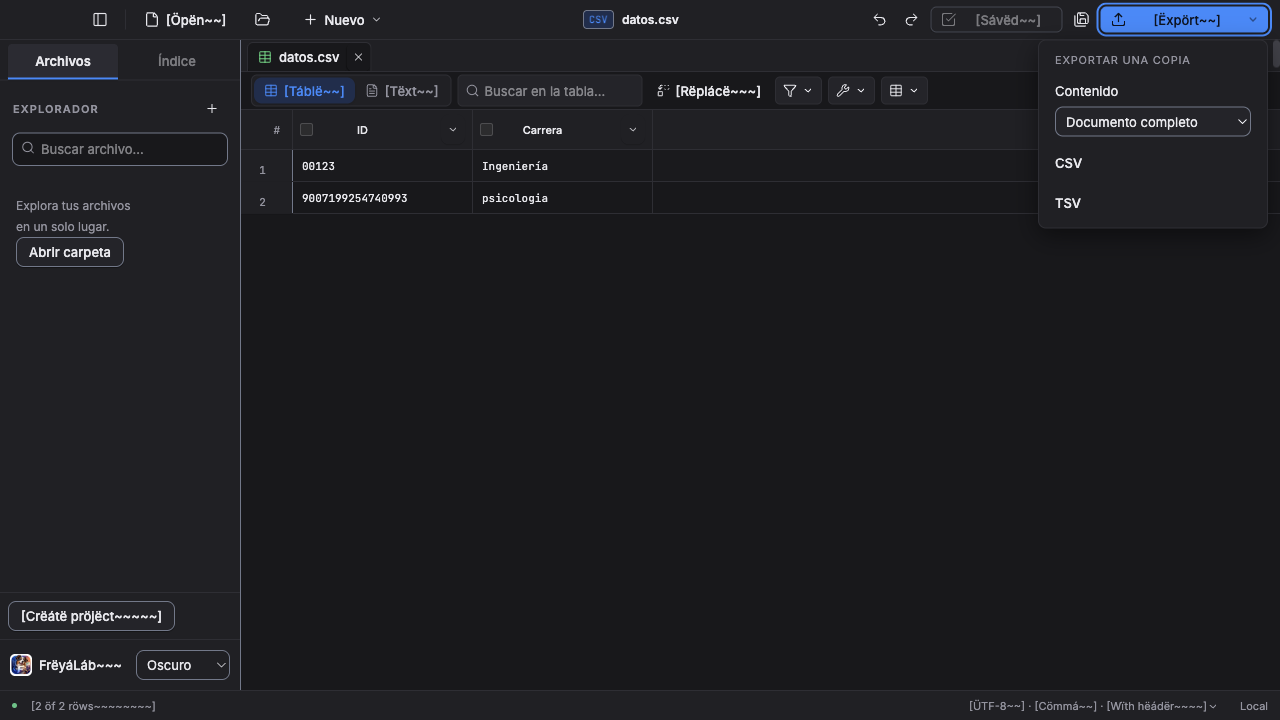 [Öpën~~]
Nuevo
CSV datos.csv
[Sávëd~~]
[Ëxpört~~]
Archivos
Índice
datos.csv
EXPORTAR UNA COPIA
EXPLORADOR
[Táblë~~]
[Tëxt~~]
Buscar en la tabla...
[Rëplácë~~~]
Contenido
Documento completo
Buscar archivo...
# ID Carrera
CSV
1 00123 Ingeniería
2 9007199254740993 psicologia
TSV
Explora tus archivos
en un solo lugar.
Abrir carpeta
[Crëátë pröjëct~~~~~]
FrëyáLáb~~~
Oscuro
[2 öf 2 röws~~~~~~~~]
[ÜTF-8~~] · [Cömmá~~] · [Wíth hëádër~~~~]
Local